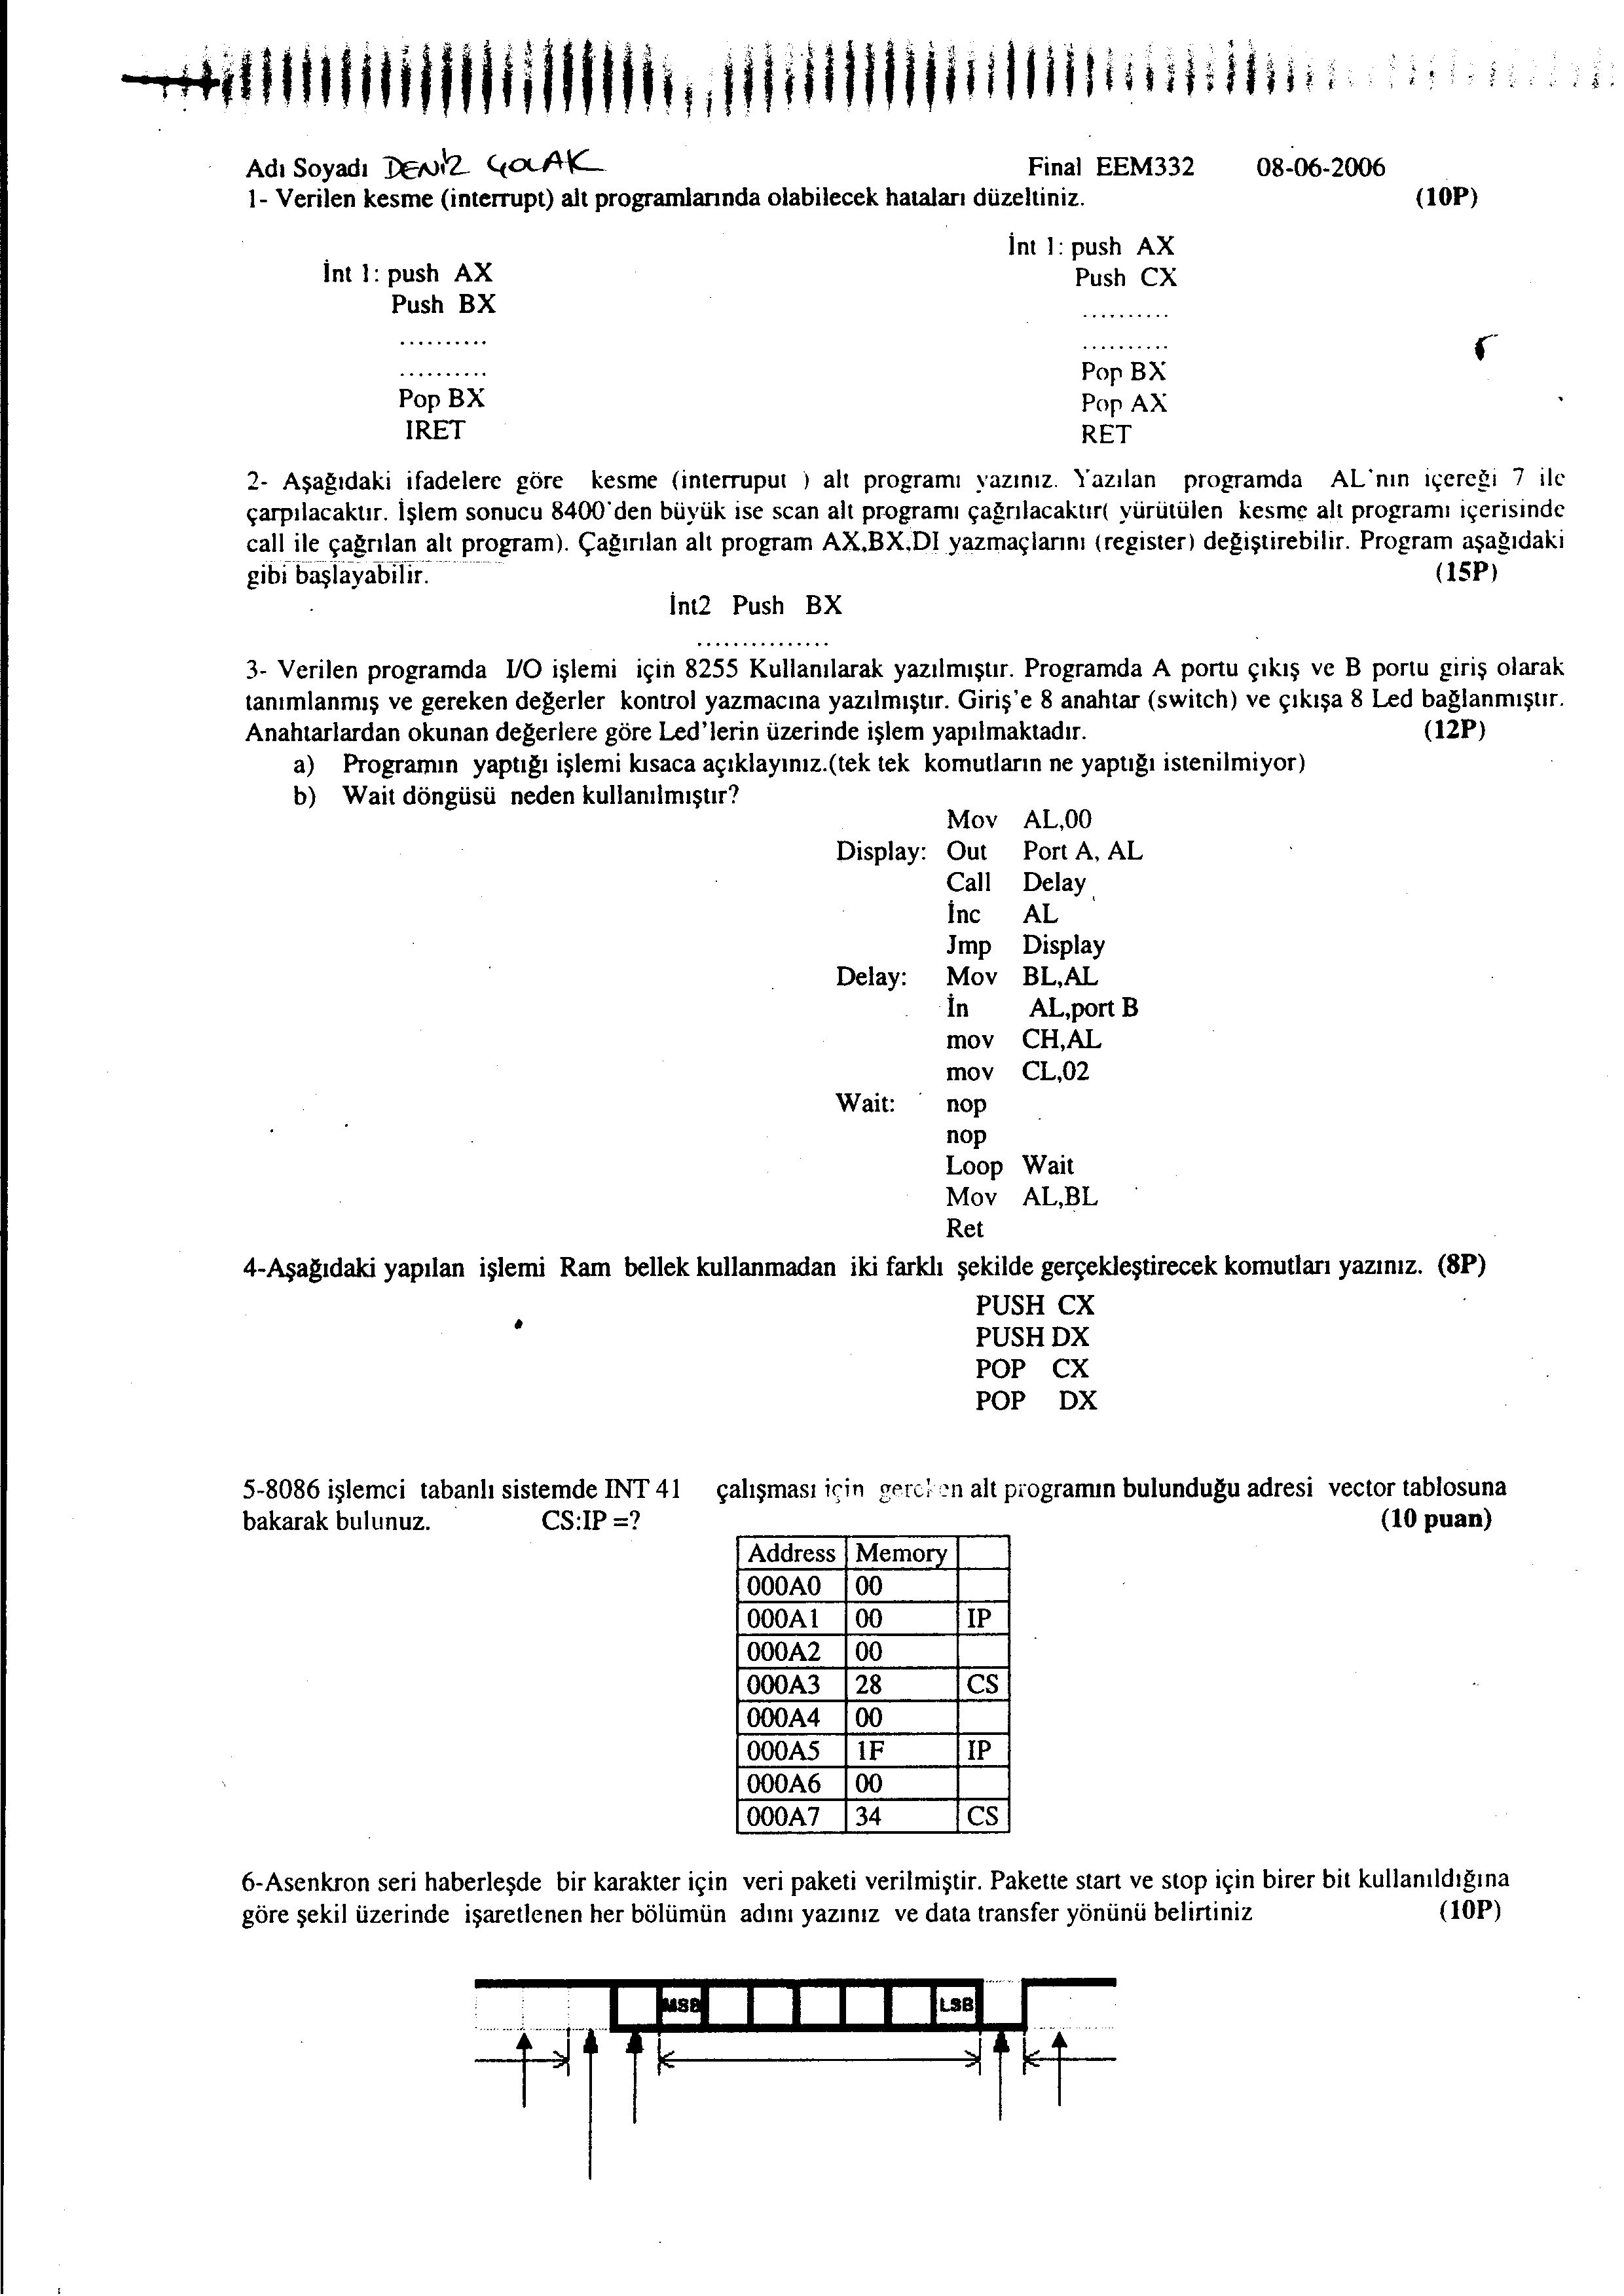 Adı Soyadı DENİZ ÇOLAK Final EEM332 08-06-2006
1- Verilen kesme (interrupt) alt programlarında olabilecek hataları düzeltiniz. (10P)
İnt 1: push AX
Push BX
..........
..........
Pop BX
IRET
İnt 1: push AX
Push CX
..........
..........
Pop BX
Pop AX
RET
2- Aşağıdaki ifadelere göre kesme (interruput ) alt programı yazınız. Yazılan programda AL'nın içereği 7 ile
çarpılacaktır. İşlem sonucu 8400'den büyük ise scan alt programı çağrılacaktır( yürütülen kesme alt programı içerisinde
call ile çağrılan alt program). Çağırılan alt program AX,BX,DI yazmaçlarını (register) değiştirebilir. Program aşağıdaki
gibi başlayabilir. (15P)
İnt2 Push BX
...............
3- Verilen programda I/O işlemi için 8255 Kullanılarak yazılmıştır. Programda A portu çıkış ve B portu giriş olarak
tanımlanmış ve gereken değerler kontrol yazmacına yazılmıştır. Giriş'e 8 anahtar (switch) ve çıkışa 8 Led bağlanmıştır.
Anahtarlardan okunan değerlere göre Led'lerin üzerinde işlem yapılmaktadır. (12P)
a) Programın yaptığı işlemi kısaca açıklayınız.(tek tek komutların ne yaptığı istenilmiyor)
b) Wait döngüsü neden kullanılmıştır?
Mov AL,00
Display: Out Port A, AL
Call Delay
İnc AL
Jmp Display
Delay: Mov BL,AL
İn AL,port B
mov CH,AL
mov CL,02
Wait: nop
nop
Loop Wait
Mov AL,BL
Ret
4-Aşağıdaki yapılan işlemi Ram bellek kullanmadan iki farklı şekilde gerçekleştirecek komutları yazınız. (8P)
PUSH CX
PUSH DX
POP CX
POP DX
5-8086 işlemci tabanlı sistemde INT 41 çalışması için gereken alt programın bulunduğu adresi vector tablosuna
bakarak bulunuz. CS:IP =? (10 puan)
Address Memory
000A0 00
000A1 00 IP
000A2 00
000A3 28 CS
000A4 00
000A5 1F IP
000A6 00
000A7 34 CS
6-Asenkron seri haberleşde bir karakter için veri paketi verilmiştir. Pakette start ve stop için birer bit kullanıldığına
göre şekil üzerinde işaretlenen her bölümün adını yazınız ve data transfer yönünü belirtiniz (10P)
MSB LSB